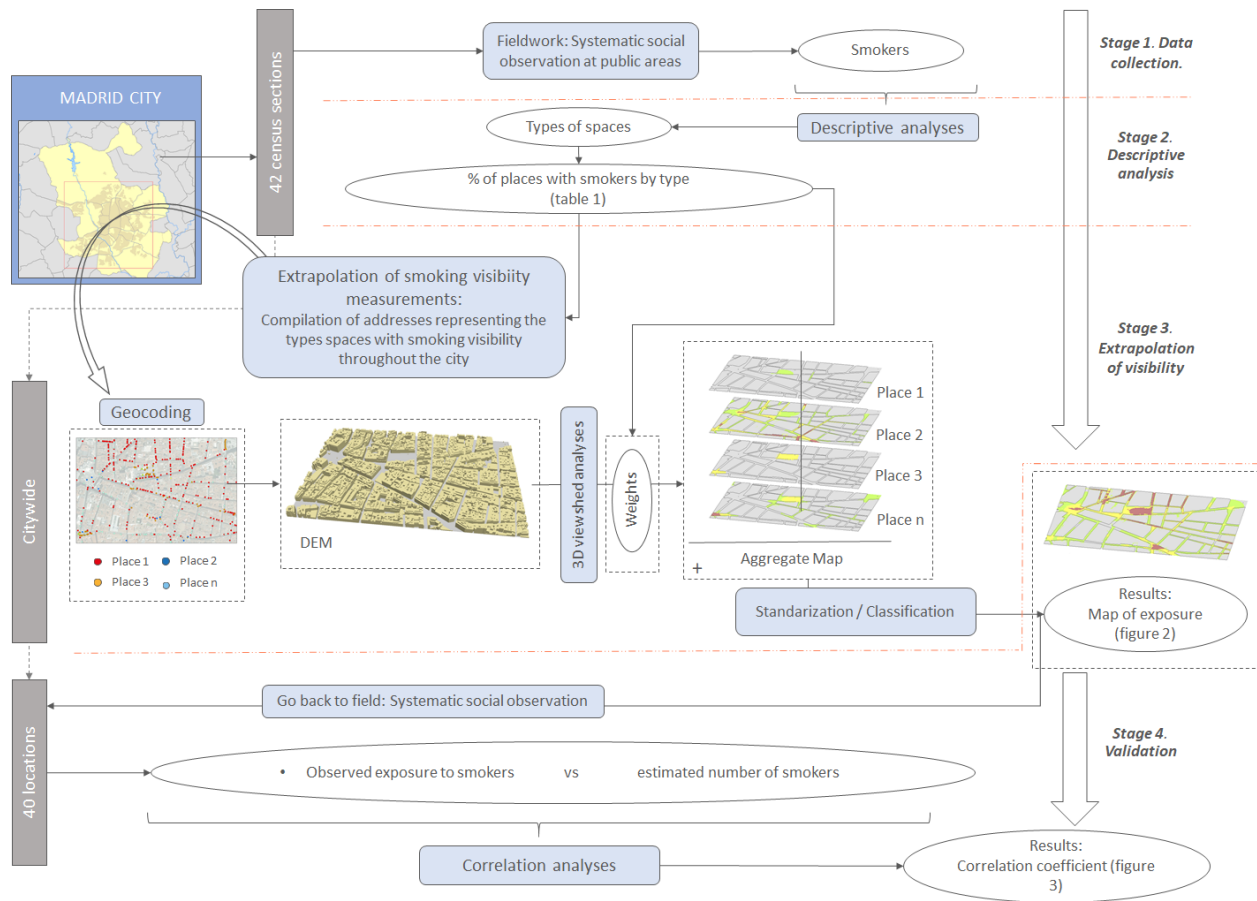 Fieldwork: Systematic social
observation at public areas
Smokers
Stage 1. Data
collection.
MADRID CITY
42 census sections
Types of spaces
Descriptive analyses
Stage 2.
Descriptive
analysis
% of places with smokers by type
(table 1)
Extrapolation of smoking visibiity
measurements:
Compilation of addresses representing the
types spaces with smoking visibility
throughout the city
Stage 3.
Extrapolation
of visibility
Citywide
Geocoding
Place 1
Place 2
Place 3
Place n
DEM
3D viewshed analyses
Weights
Place 1
Place 2
Place 3
Place n
+
Aggregate Map
Standarization / Classification
Results:
Map of exposure
(figure 2)
40 locations
Go back to field: Systematic social observation
Stage 4.
Validation
• Observed exposure to smokers vs estimated number of smokers
Correlation analyses
Results:
Correlation coefficient (figure
3)